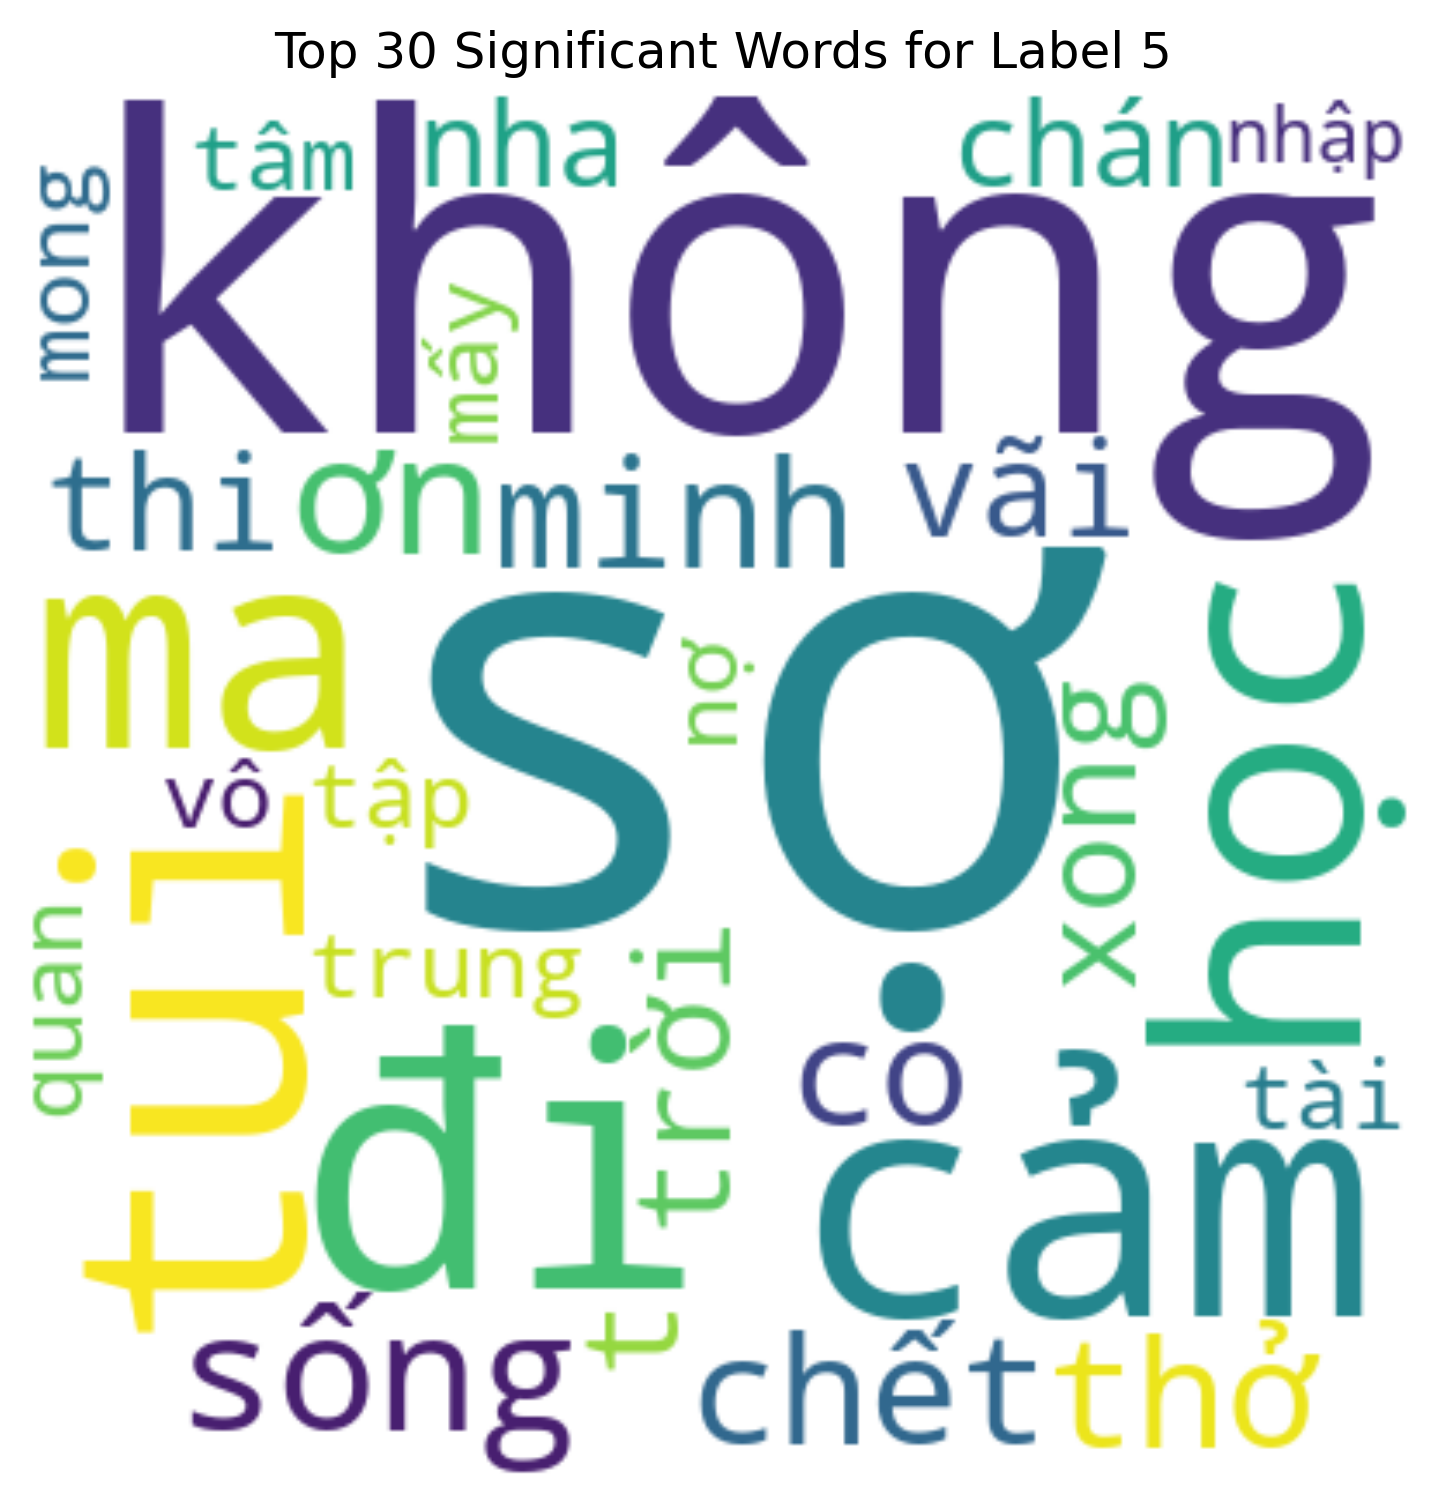 Top 30 Significant Words for Label 5
tâm
nha
chán
nhập
mong
không
mấy
thi
ơn
minh
vãi
ma
sợ
nợ
xong
học
vô
tập
tui
quan
trung
trời
đi
co
cảm
tài
sống
t
chết
thở